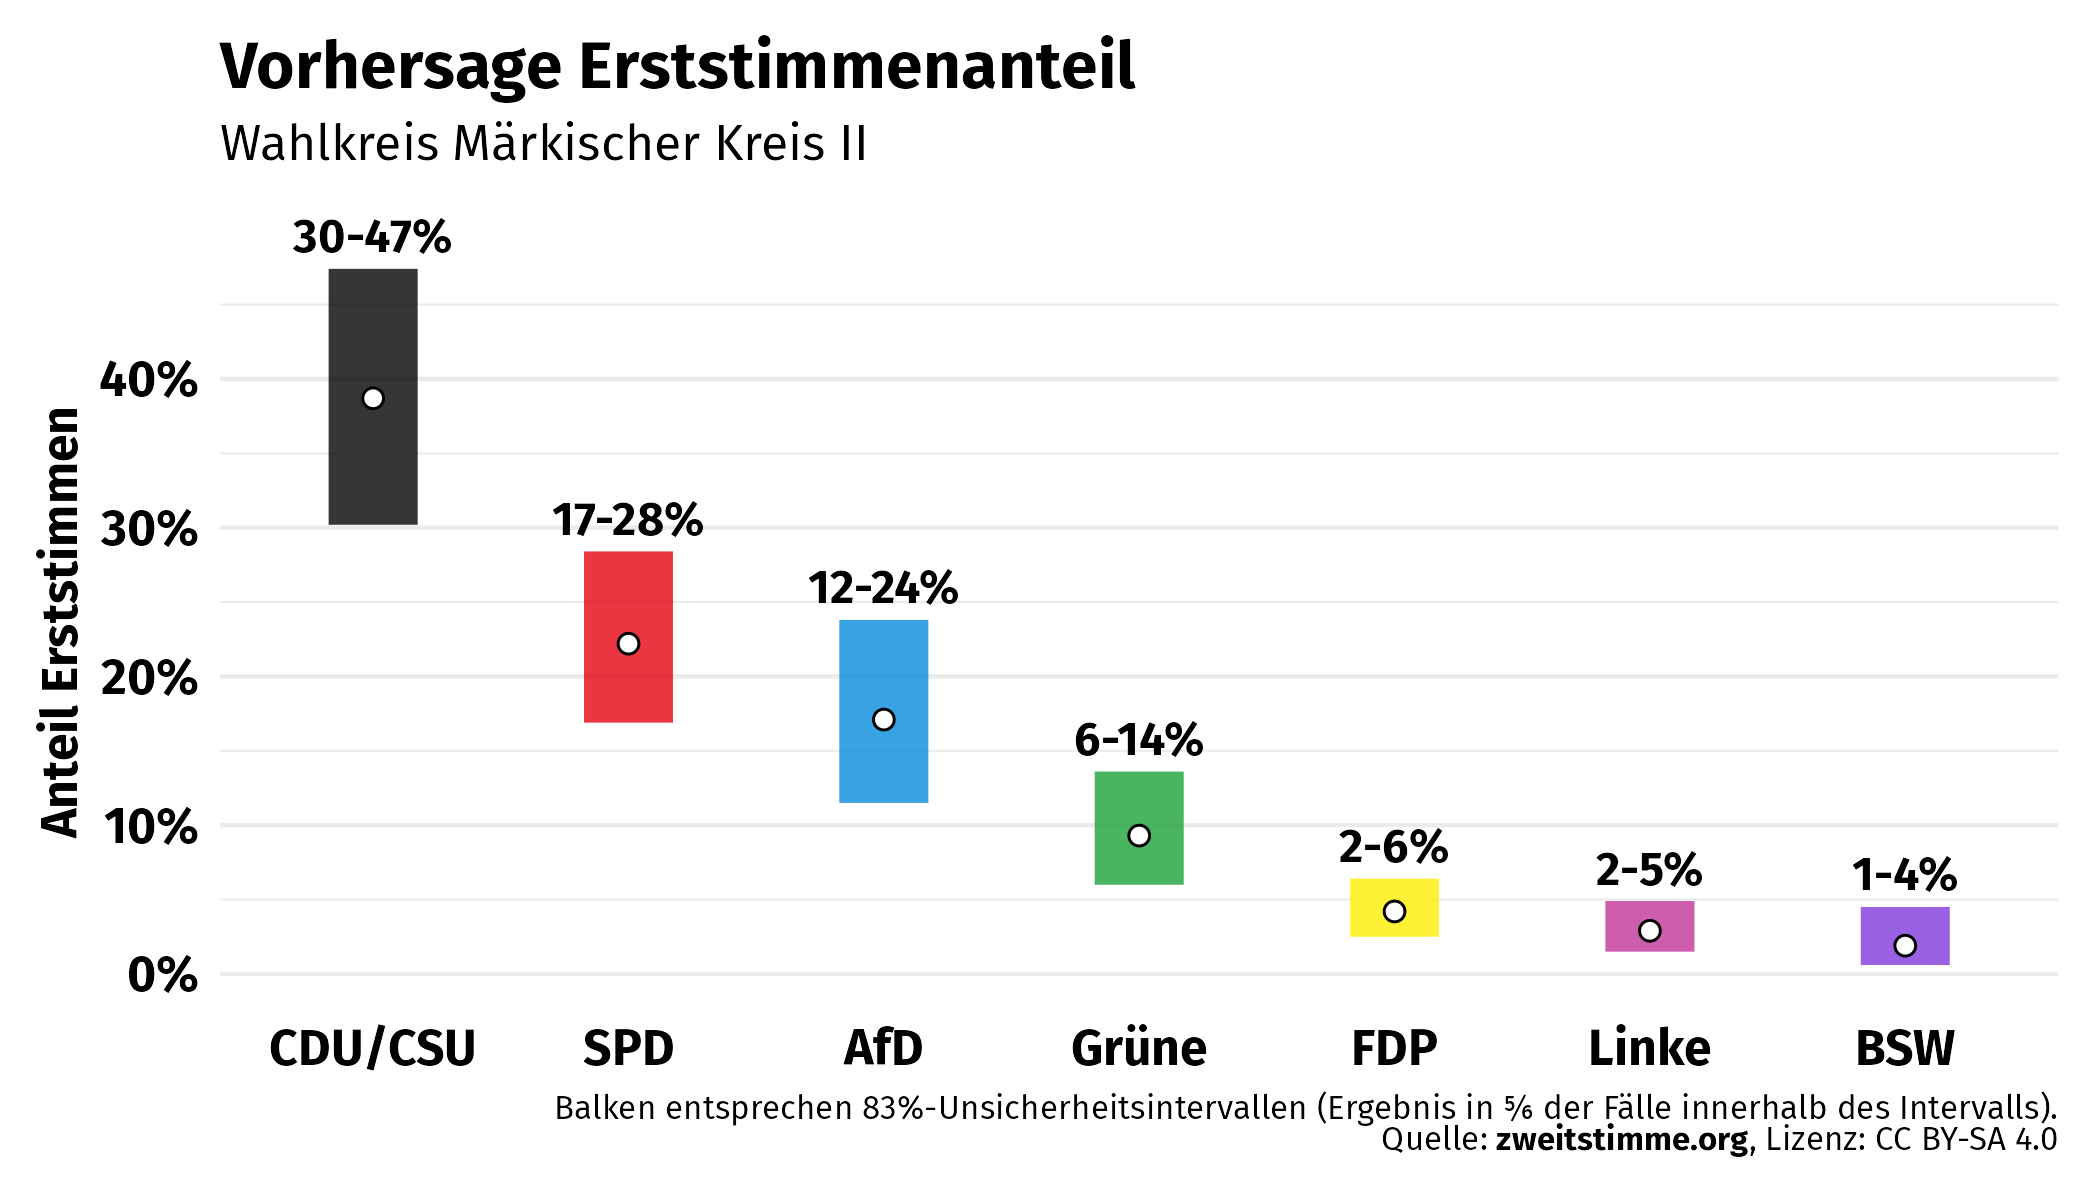 Vorhersage Erststimmenanteil
Wahlkreis Märkischer Kreis II
30-47%
17-28%
12-24%
6-14%
2-6%
2-5%
1-4%
Anteil Erststimmen
40%
30%
20%
10%
0%
CDU/CSU SPD AfD Grüne FDP Linke BSW
Balken entsprechen 83%-Unsicherheitsintervallen (Ergebnis in ⅚ der Fälle innerhalb des Intervalls).
Quelle: zweitstimme.org, Lizenz: CC BY-SA 4.0